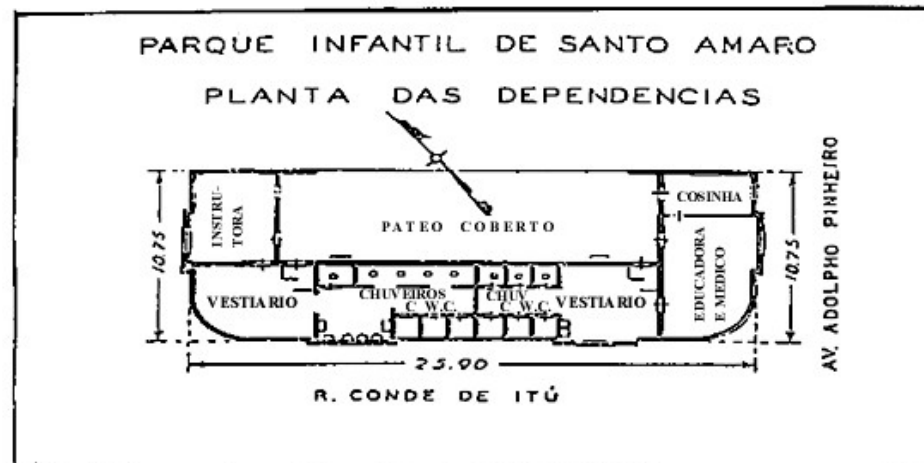 PARQUE INFANTIL DE SANTO AMARO
PLANTA DAS DEPENDENCIAS
INSTRU-
TORA
PATEO COBERTO
COSINHA
EDUCADORA
E MEDICO
VESTIARIO
CHUVEIROS
C W.C.
CHUV
C W.C.
VESTIARIO
10.75
10.75
25.90
AV. ADOLPHO PINHEIRO
R. CONDE DE ITÚ